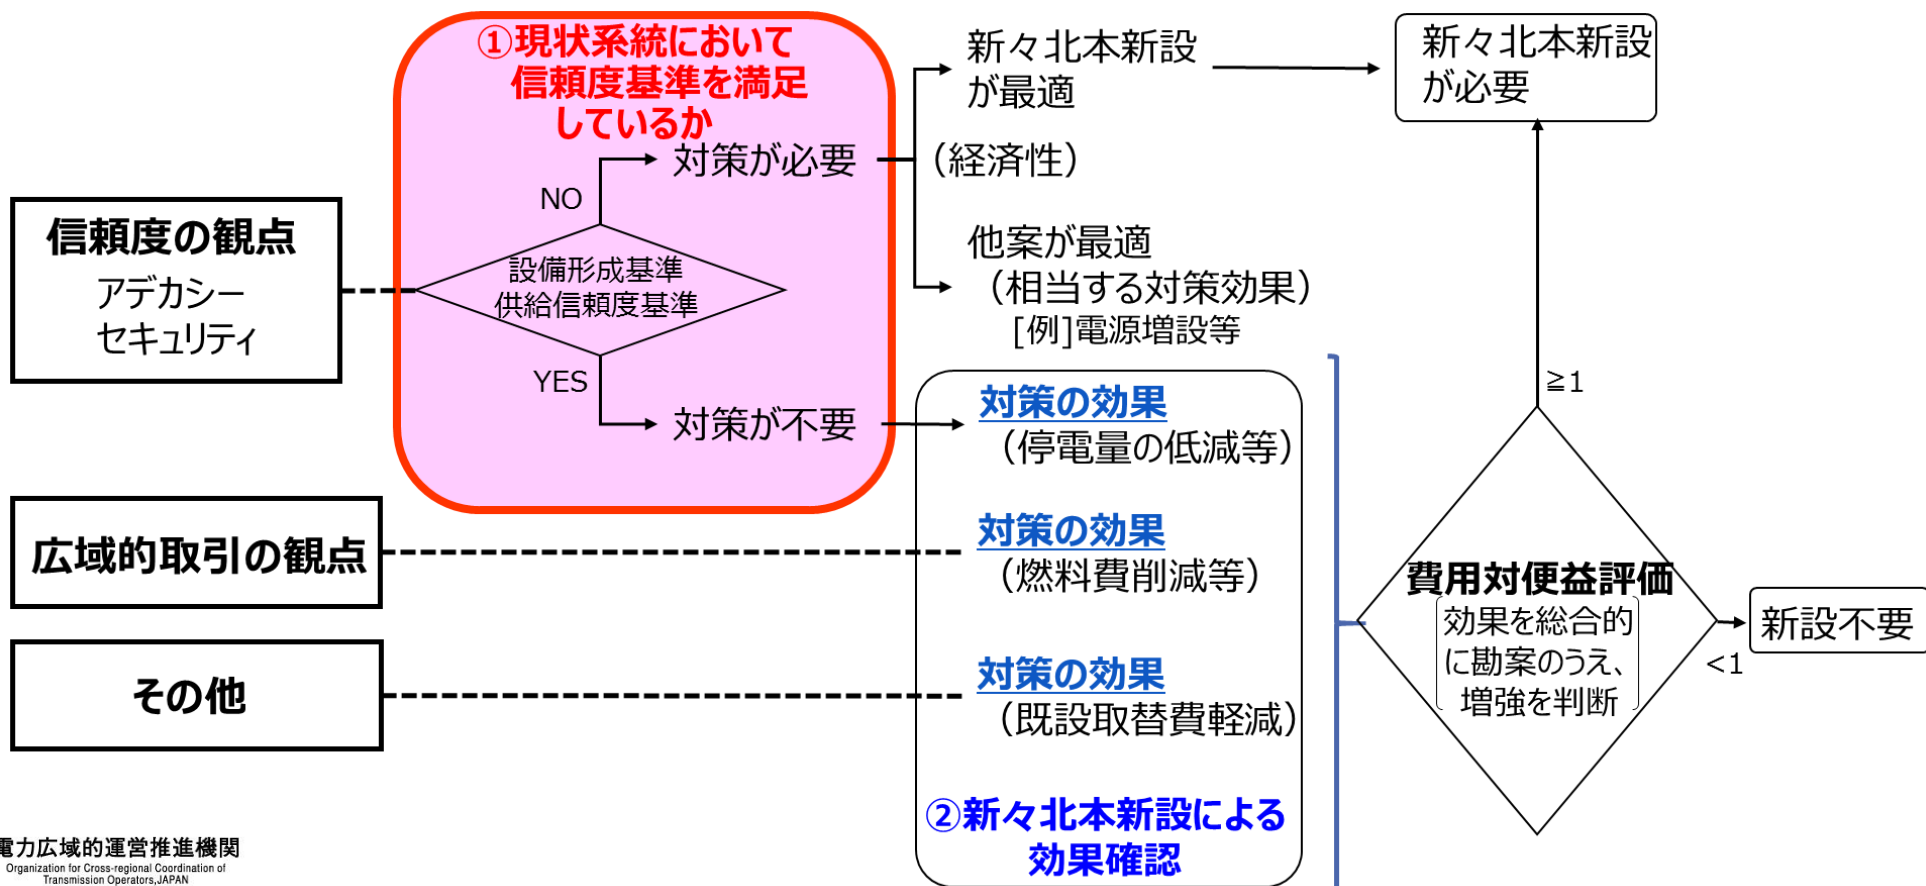 ①現状系統において
信頼度基準を満足
しているか
対策が必要
NO
信頼度の観点
アデカシー
セキュリティ
設備形成基準
供給信頼度基準
YES
対策が不要
新々北本新設
が最適
（経済性）
他案が最適
（相当する対策効果）
[例]電源増設等
新々北本新設
が必要
対策の効果
（停電量の低減等）
広域的取引の観点
対策の効果
（燃料費削減等）
その他
対策の効果
（既設取替費軽減）
②新々北本新設による
効果確認
≧1
費用対便益評価
効果を総合的
に勘案のうえ、
増強を判断
<1
新設不要
電力広域的運営推進機関
Organization for Cross-regional Coordination of
Transmission Operators,JAPAN